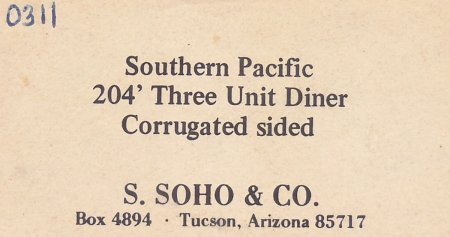 0311
Southern Pacific
204' Three Unit Diner
Corrugated sided
S. SOHO & CO.
Box 4894 · Tucson, Arizona 85717